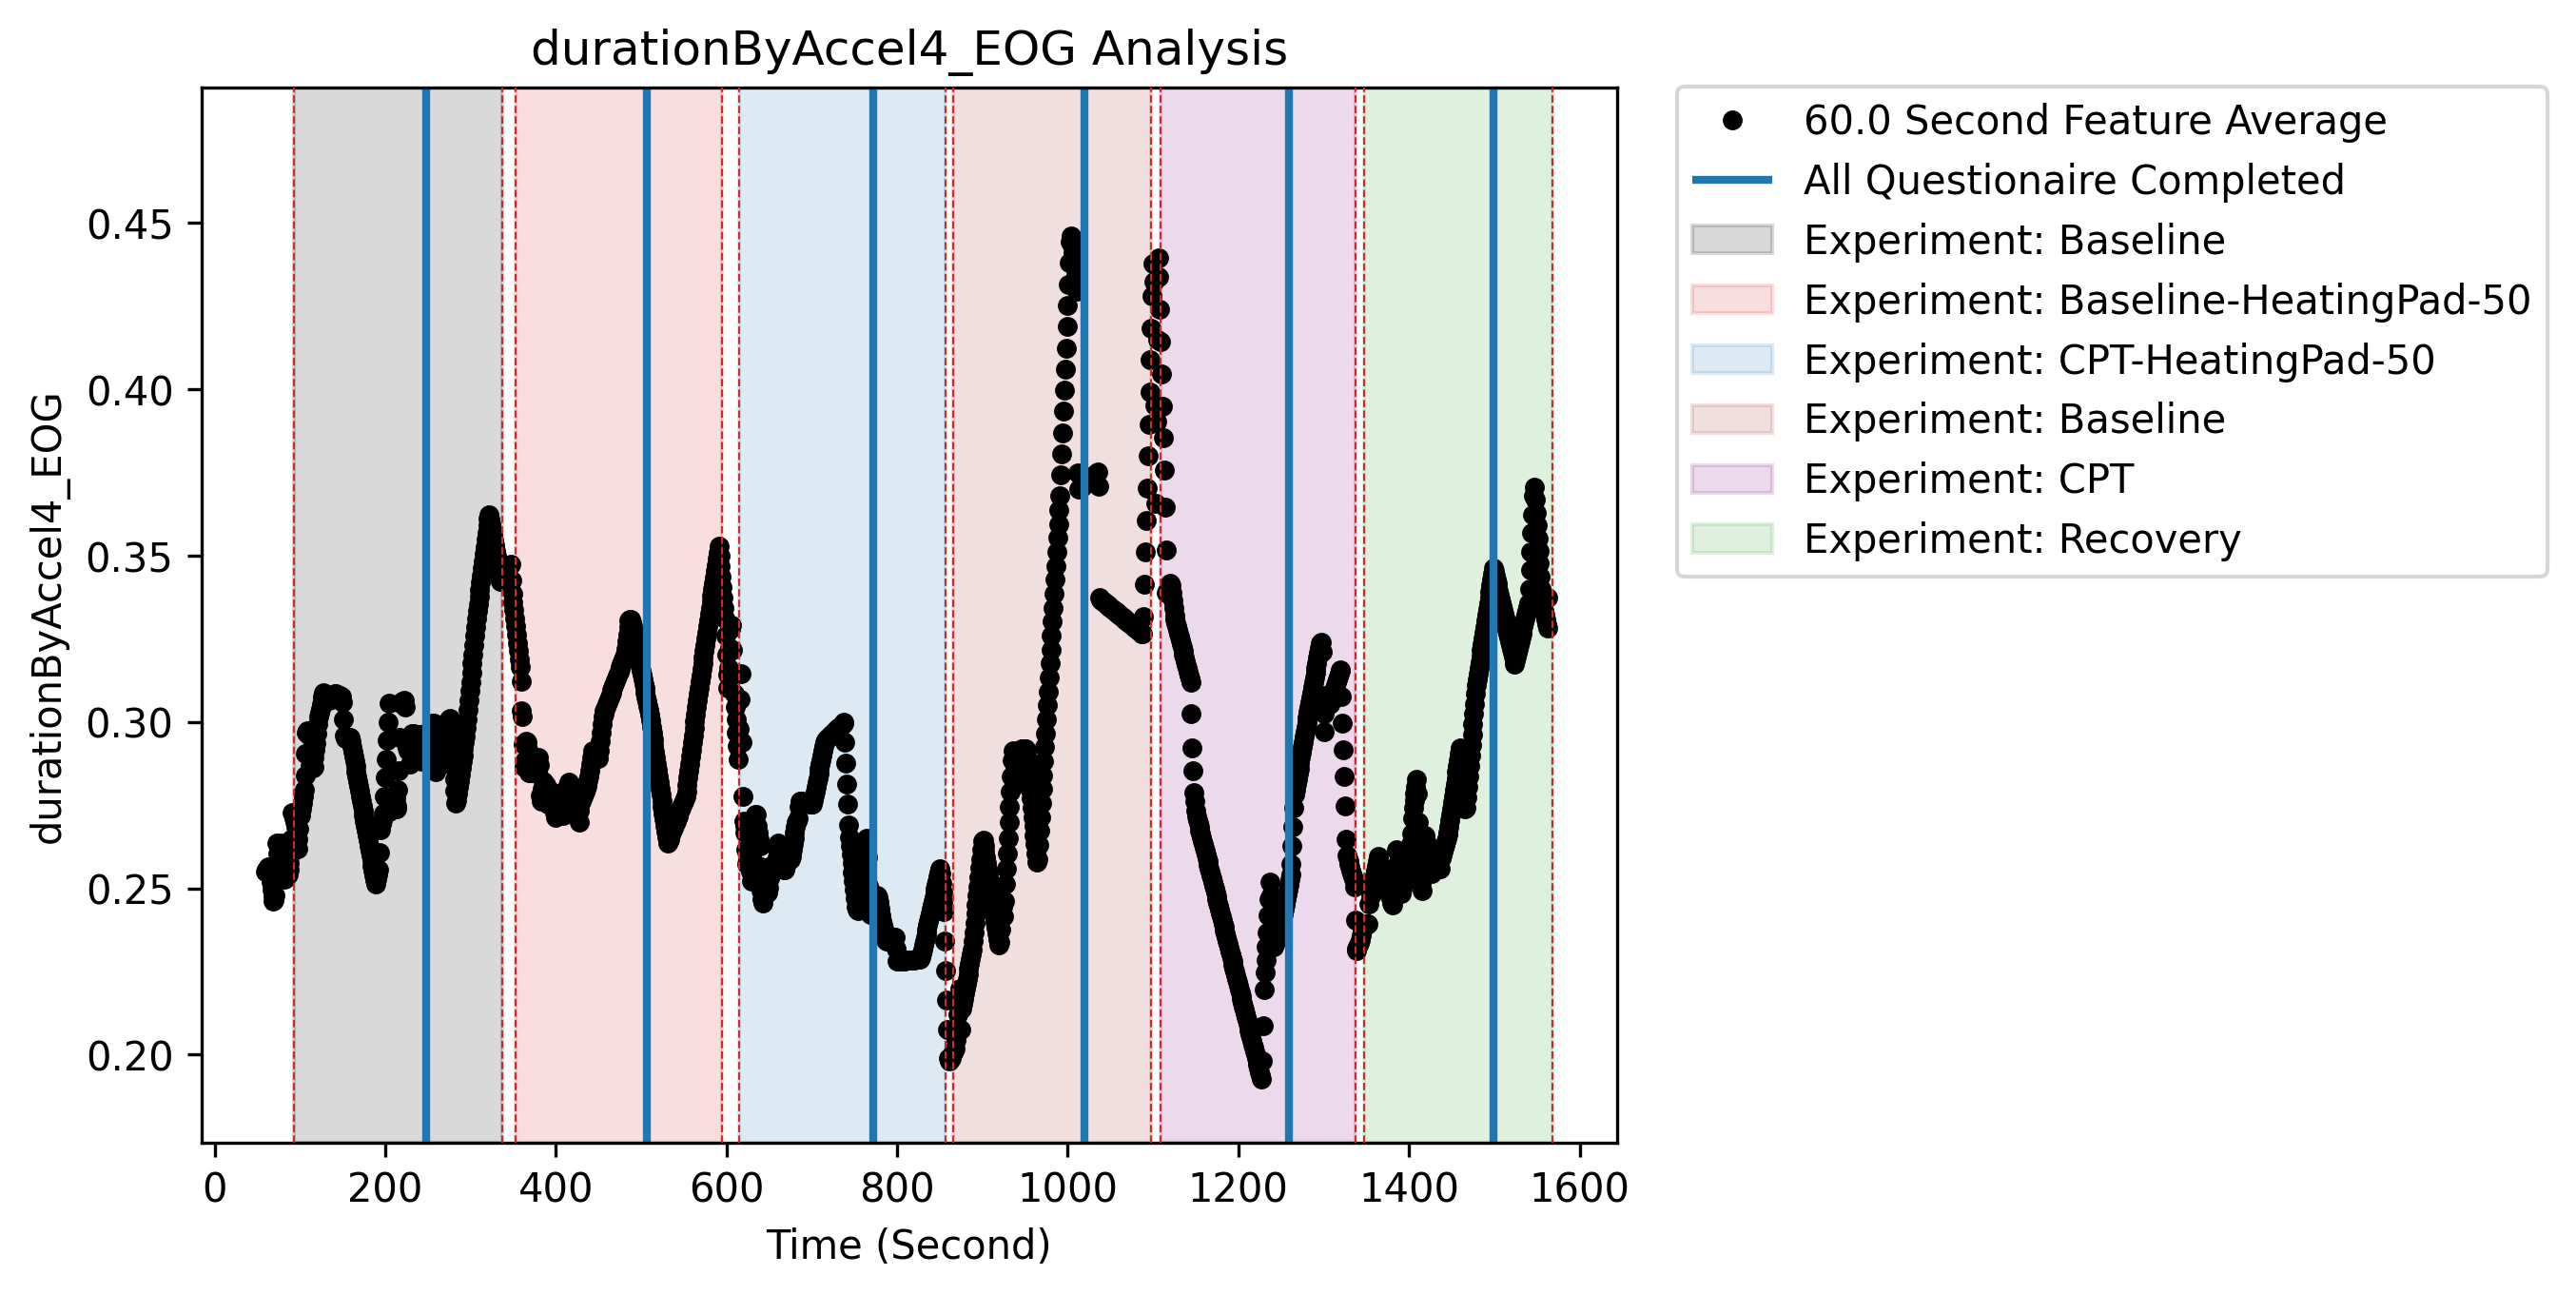 durationByAccel4_EOG Analysis
durationByAccel4_EOG
0.45
0.40
0.35
0.30
0.25
0.20
0 200 400 600 800 1000 1200 1400 1600
Time (Second)
60.0 Second Feature Average
All Questionaire Completed
Experiment: Baseline
Experiment: Baseline-HeatingPad-50
Experiment: CPT-HeatingPad-50
Experiment: Baseline
Experiment: CPT
Experiment: Recovery